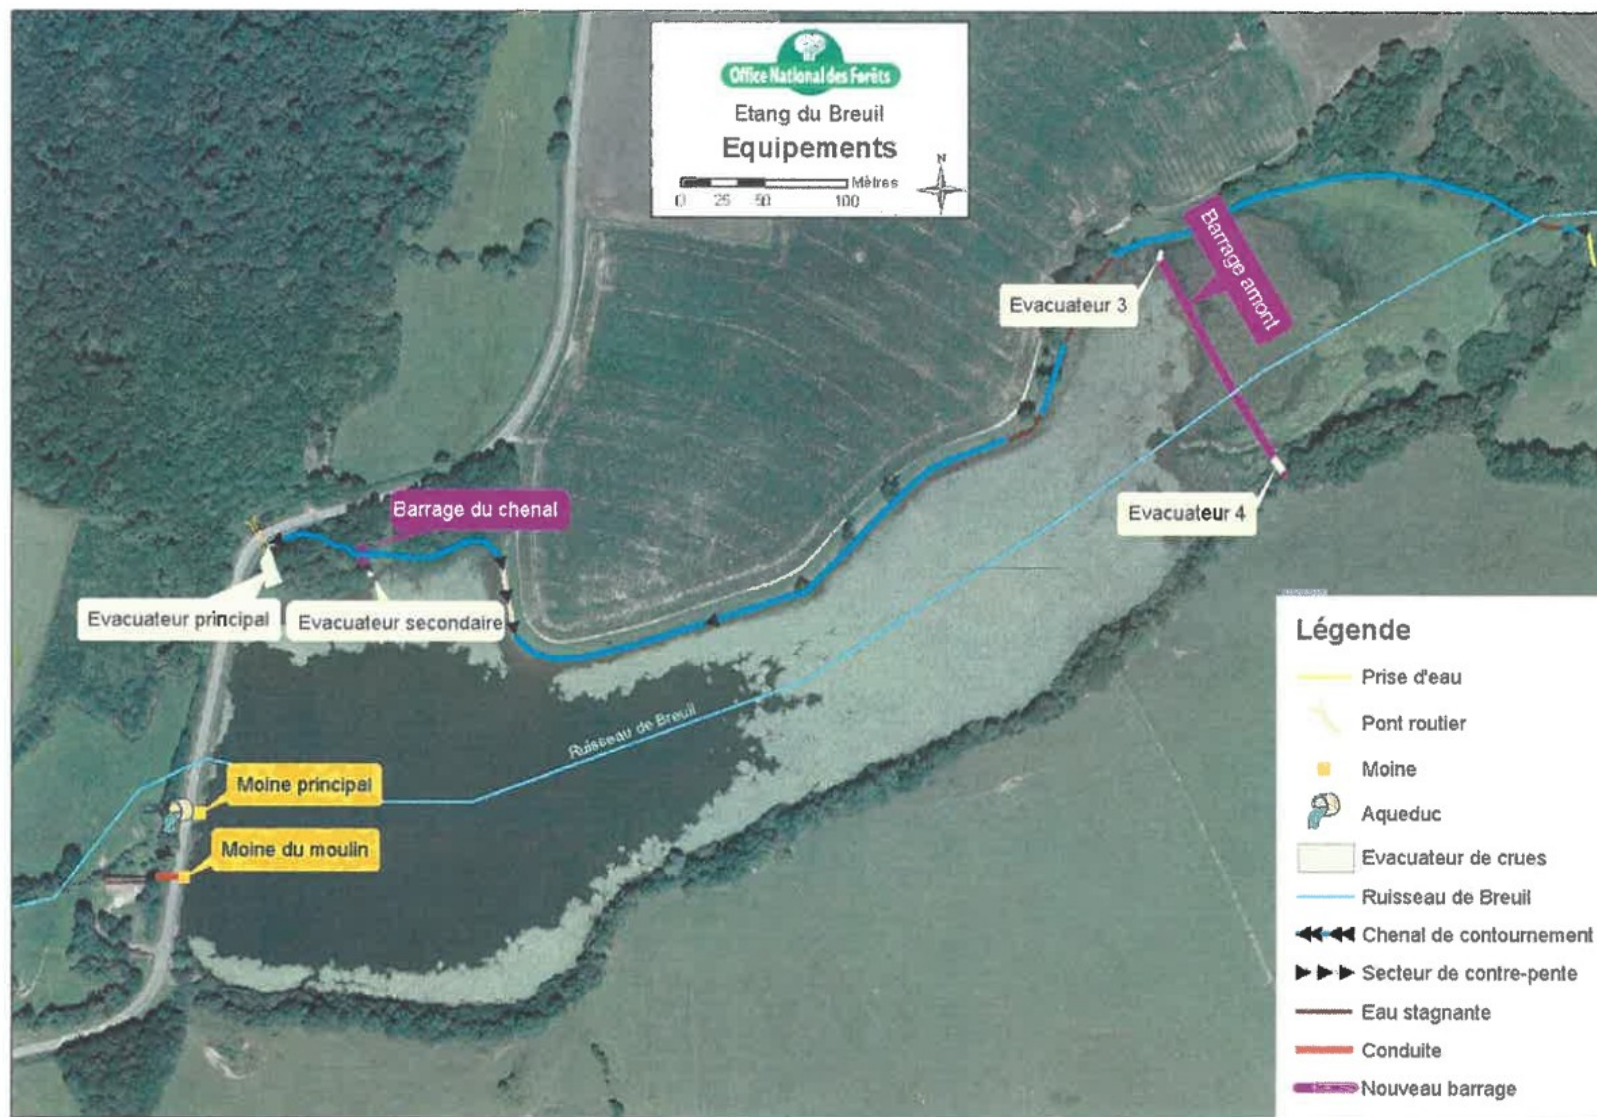 Office National des Forêts
Etang du Breuil
Equipements
N
Mètres
0 25 50 100
Barrage amont
Evacuateur 3
Evacuateur 4
Barrage du chenal
Evacuateur principal
Evacuateur secondaire
Ruisseau de Breuil
Moine principal
Moine du moulin
Légende
Prise d'eau
Pont routier
Moine
Aqueduc
Evacuateur de crues
Ruisseau de Breuil
Chenal de contournement
Secteur de contre-pente
Eau stagnante
Conduite
Nouveau barrage